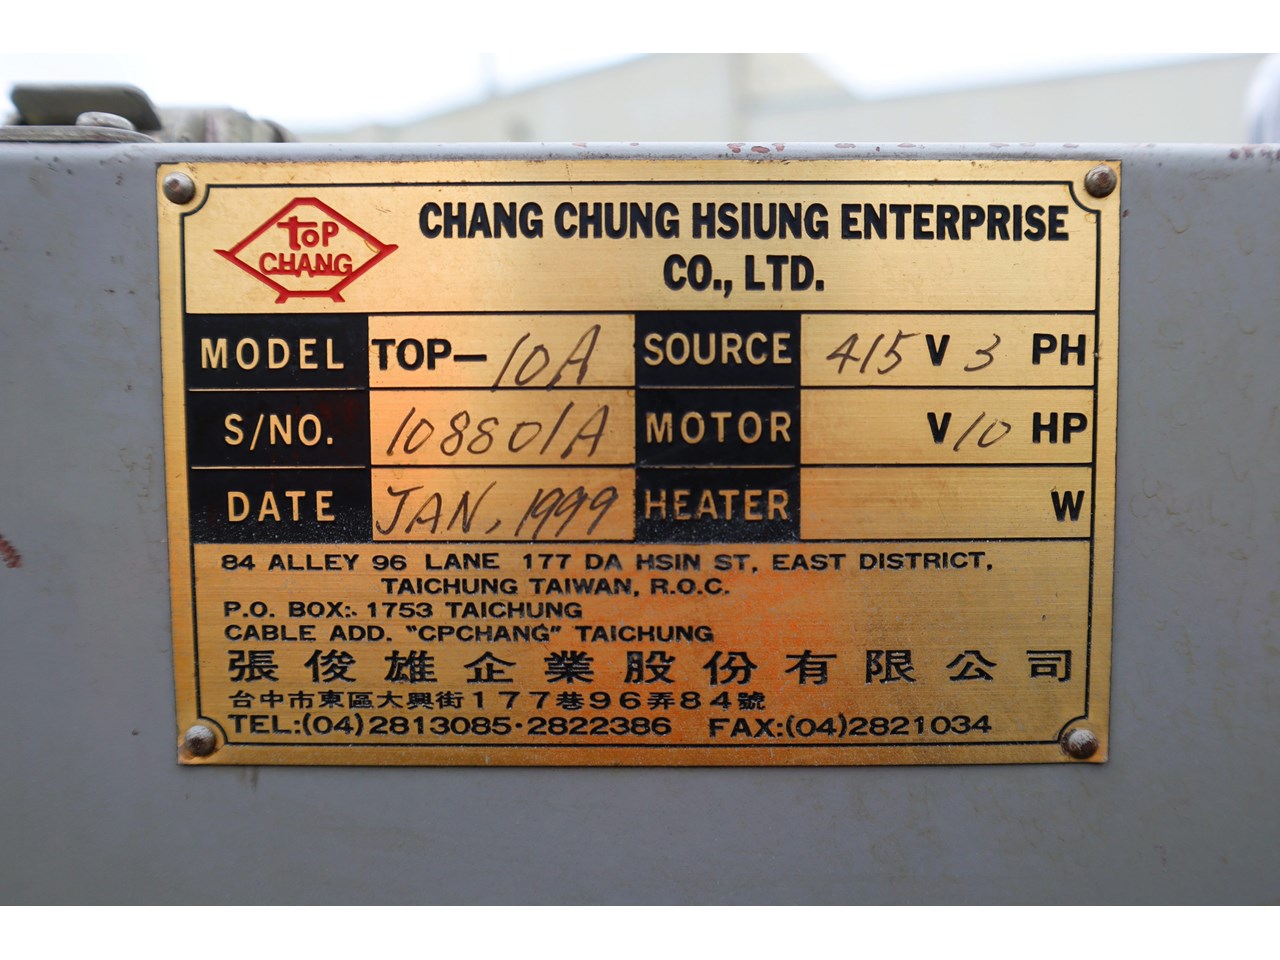 toP
CHANG
CHANG CHUNG HSIUNG ENTERPRISE
CO., LTD.
MODEL TOP-10A SOURCE 415 V 3 PH
S/NO. 108801A MOTOR V 10 HP
DATE JAN, 1999 HEATER W
84 ALLEY 96 LANE 177 DA HSIN ST, EAST DISTRICT,
TAICHUNG TAIWAN, R.O.C.
P.O. BOX: 1753 TAICHUNG
CABLE ADD. "CPCHANG" TAICHUNG
張俊雄企業股份有限公司
台中市東區大興街177巷96弄84號
TEL:(04)2813085·2822386 FAX:(04)2821034